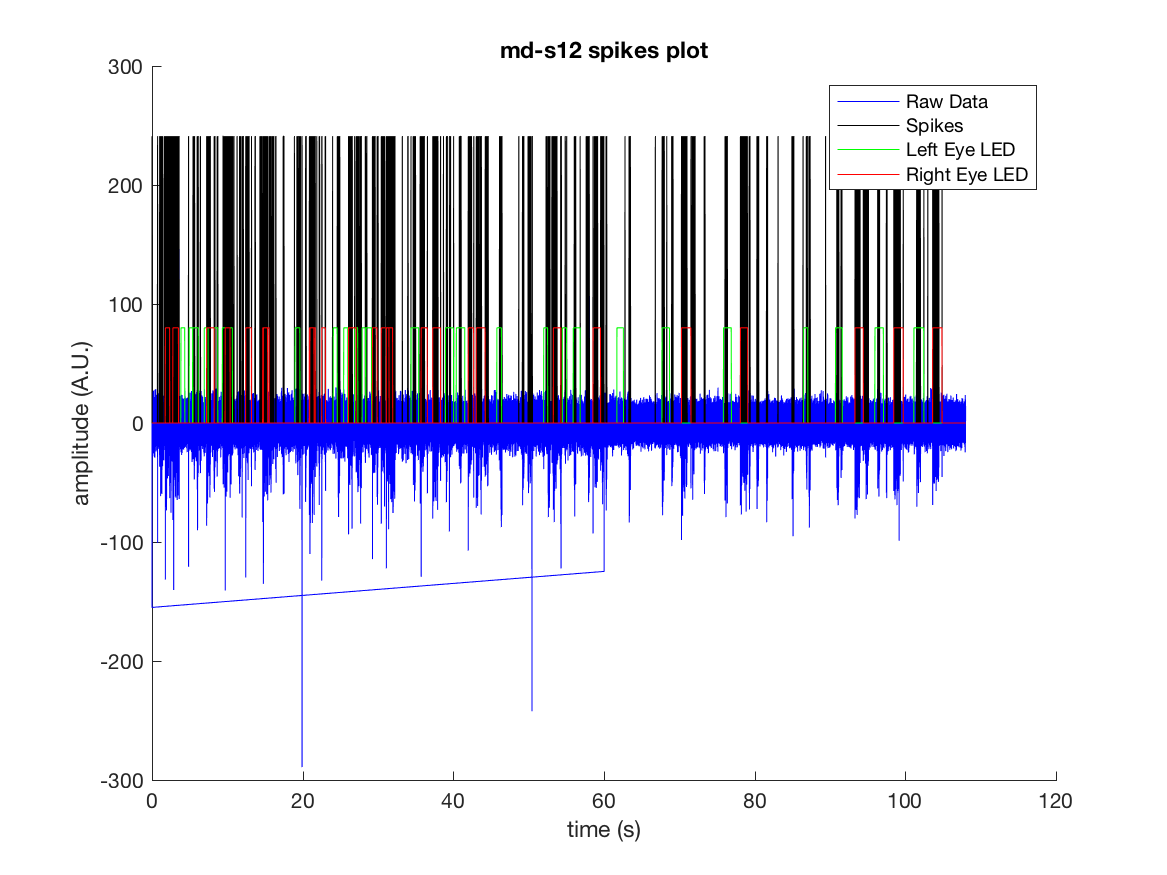 md-s12 spikes plot
300
200
100
0
-100
-200
-300
amplitude (A.U.)
0
20
40
60
80
100
120
time (s)
Raw Data
Spikes
Left Eye LED
Right Eye LED